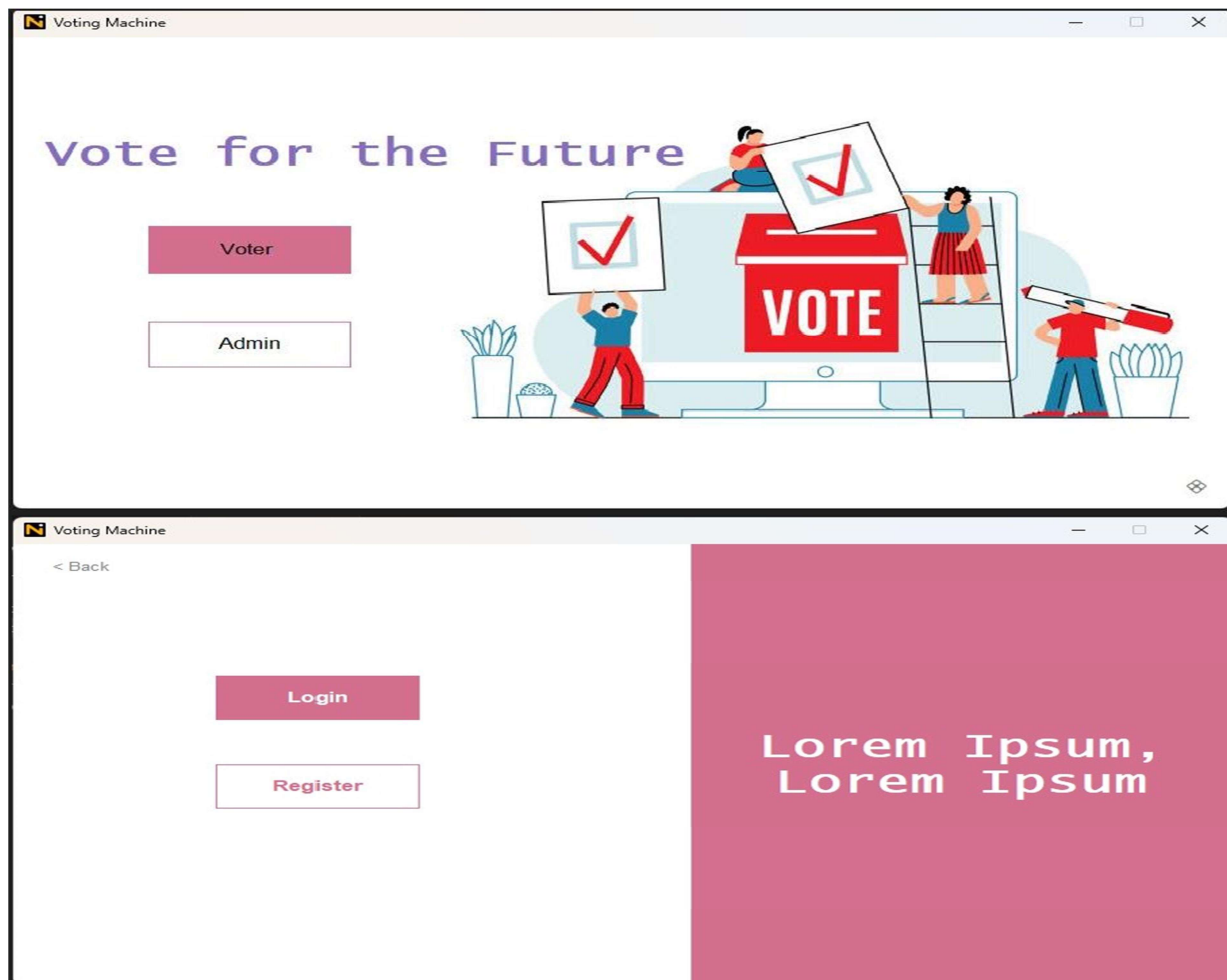 Voting Machine
Vote for the Future
Voter
Admin
VOTE
Voting Machine
< Back
Login
Register
Lorem Ipsum,
Lorem Ipsum